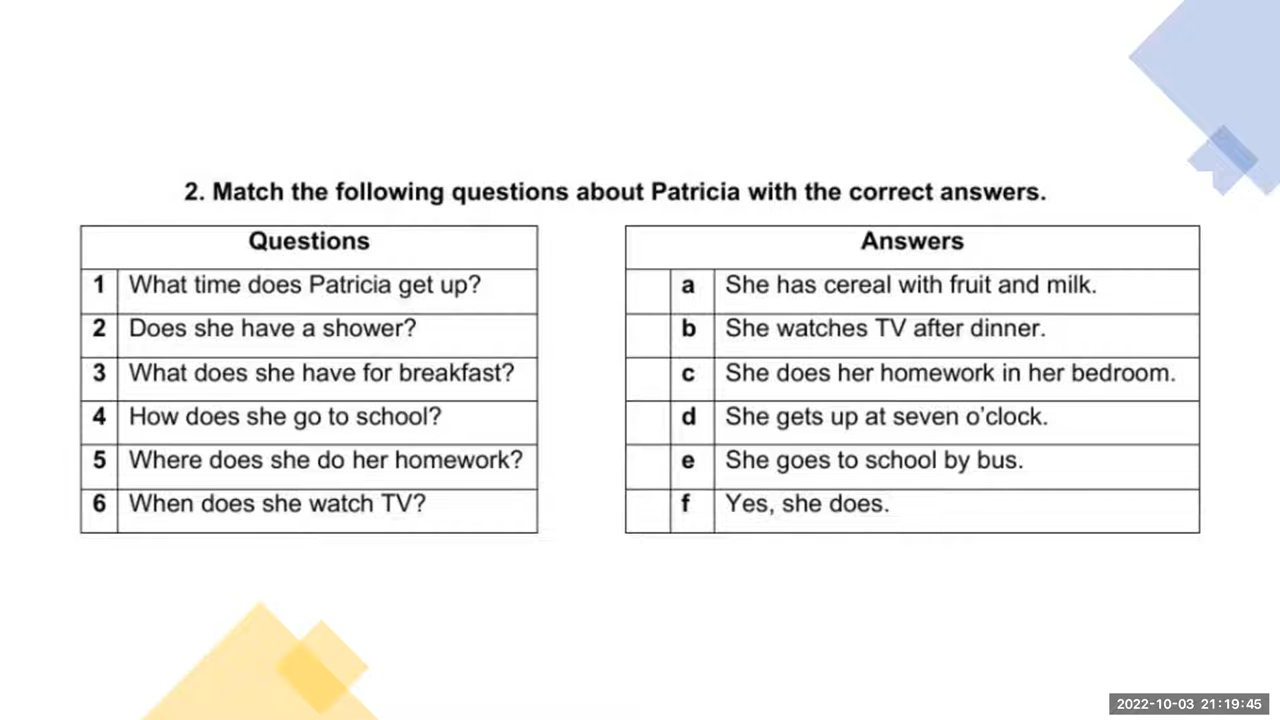 2. Match the following questions about Patricia with the correct answers.
Questions
1 What time does Patricia get up?
2 Does she have a shower?
3 What does she have for breakfast?
4 How does she go to school?
5 Where does she do her homework?
6 When does she watch TV?
Answers
a She has cereal with fruit and milk.
b She watches TV after dinner.
c She does her homework in her bedroom.
d She gets up at seven o’clock.
e She goes to school by bus.
f Yes, she does.
2022-10-03 21:19:45